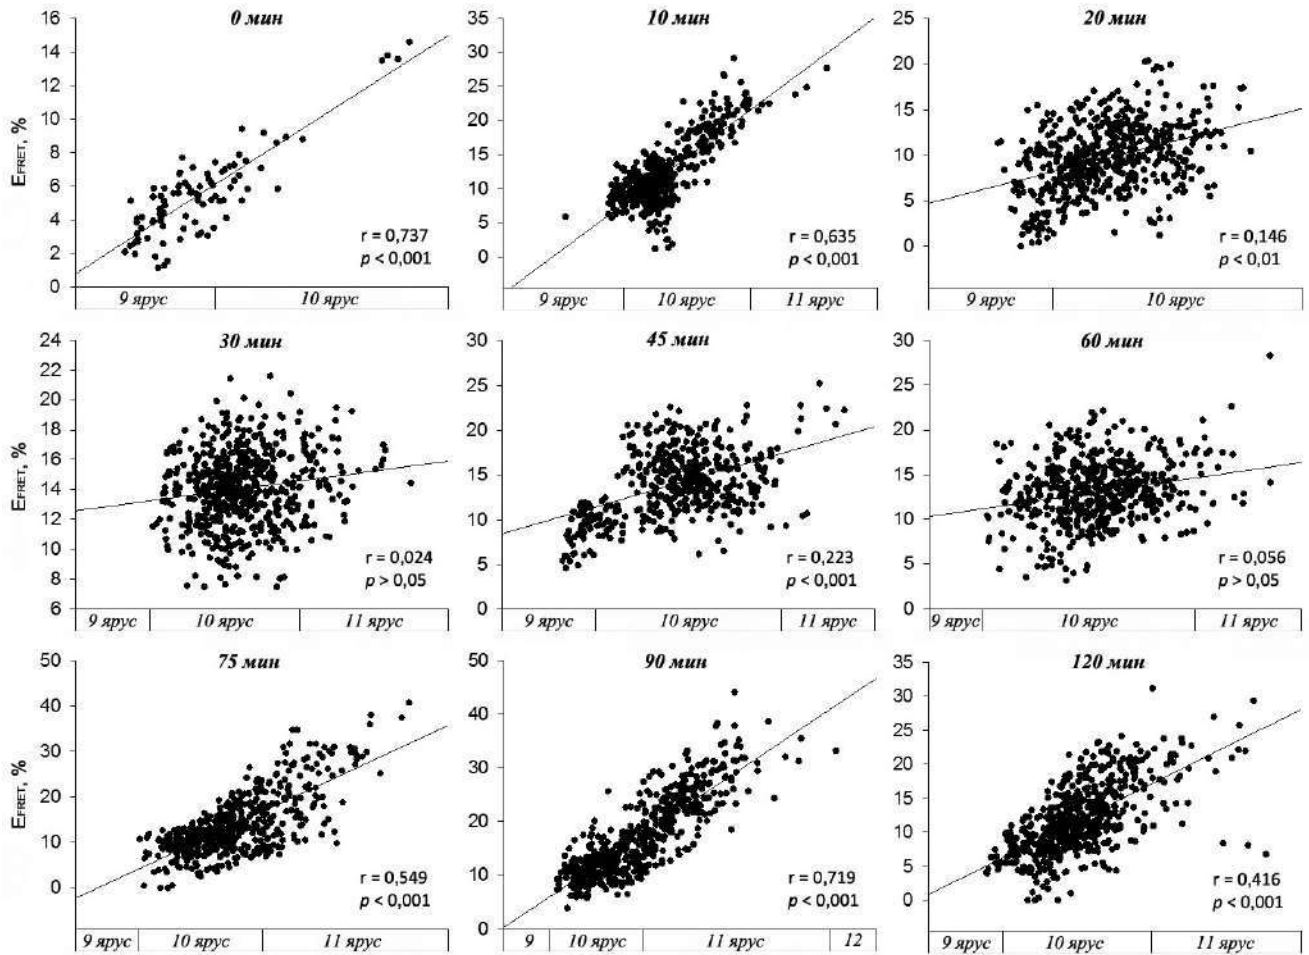 0 мин
16
14
12
10
8
6
4
2
0
EFRET, %
r = 0,737
p < 0,001
9 ярус
10 ярус
10 мин
35
30
25
20
15
10
5
0
r = 0,635
p < 0,001
9 ярус
10 ярус
11 ярус
20 мин
25
20
15
10
5
0
r = 0,146
p < 0,01
9 ярус
10 ярус
30 мин
24
22
20
18
16
14
12
10
8
6
EFRET, %
r = 0,024
p > 0,05
9 ярус
10 ярус
11 ярус
45 мин
30
25
20
15
10
5
0
r = 0,223
p < 0,001
9 ярус
10 ярус
11 ярус
60 мин
30
25
20
15
10
5
0
r = 0,056
p > 0,05
9 ярус
10 ярус
11 ярус
75 мин
50
40
30
20
10
0
EFRET, %
r = 0,549
p < 0,001
9 ярус
10 ярус
11 ярус
90 мин
50
40
30
20
10
0
r = 0,719
p < 0,001
9
10 ярус
11 ярус
12
120 мин
35
30
25
20
15
10
5
0
r = 0,416
p < 0,001
9 ярус
10 ярус
11 ярус